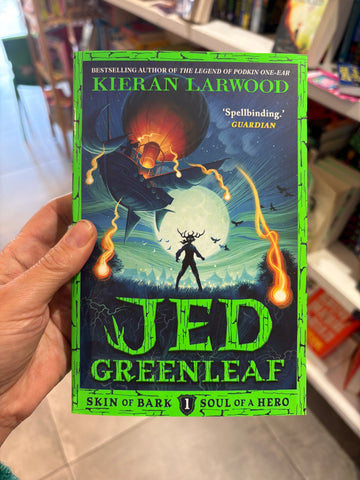 BESTSELLING AUTHOR OF THE LEGEND OF PODKIN ONE-EAR
KIERAN LARWOOD
'Spellbinding.'
GUARDIAN
JED
GREENLEAF
SKIN OF BARK 1 SOUL OF A HERO